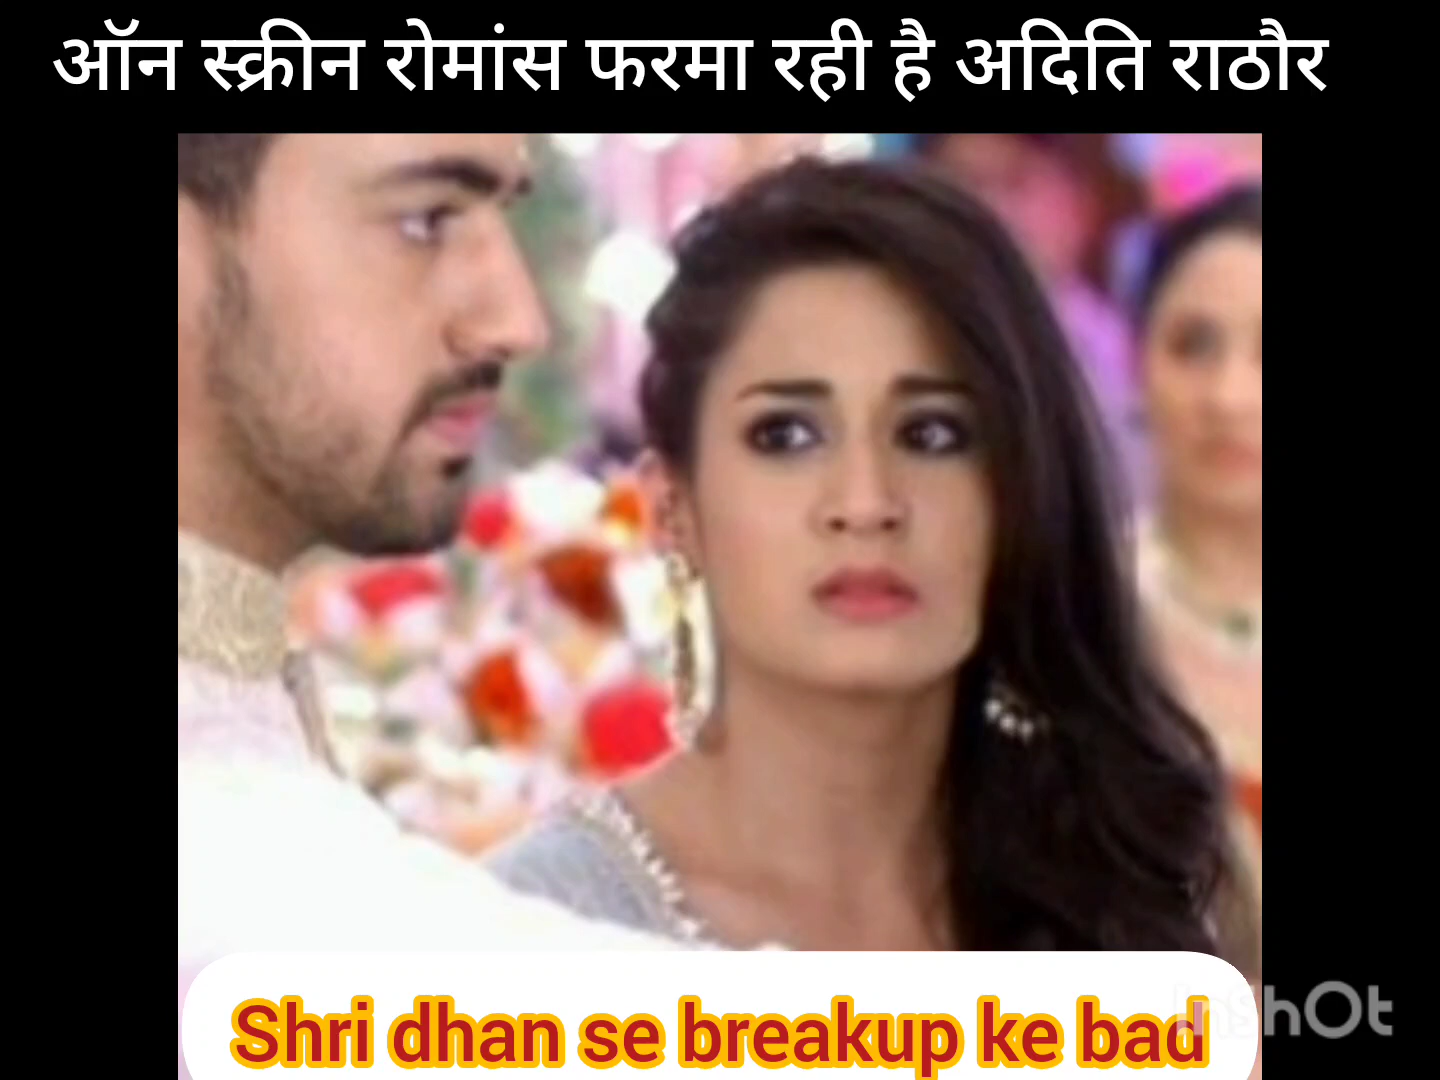 ऑन स्क्रीन रोमांस फरमा रही है अदिति राठौर
Shri dhan se breakup ke bad
InShOt